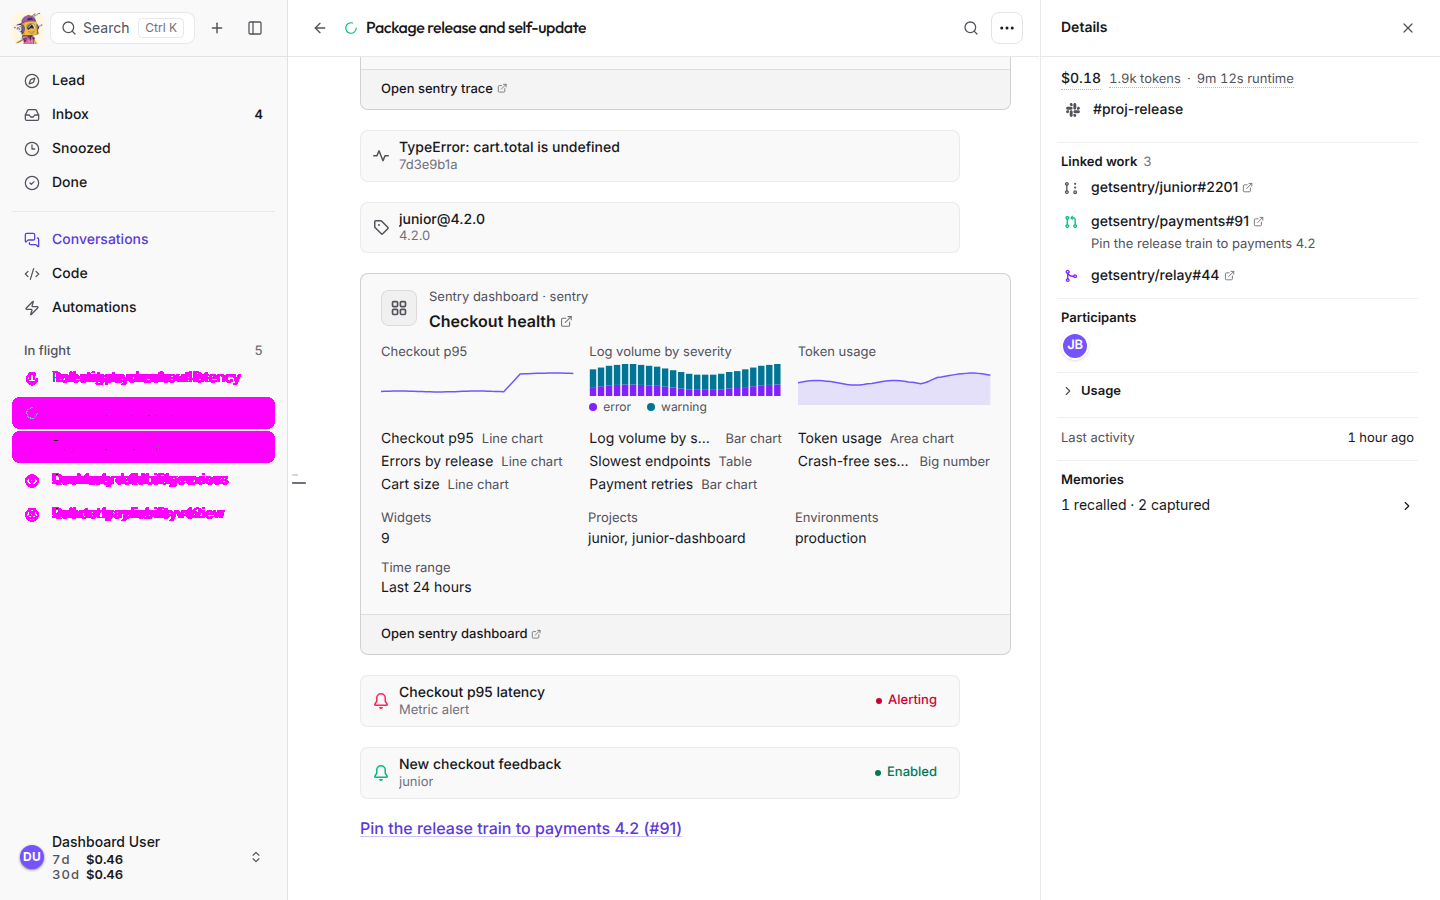 Search Ctrl K
Lead
Inbox 4
Snoozed
Done
Conversations
Code
Automations
In flight 5
Dashboard User
7d $0.46
30d $0.46
DU
Package release and self-update
Open sentry trace
TypeError: cart.total is undefined
7d3e9b1a
junior@4.2.0
4.2.0
Sentry dashboard · sentry
Checkout health
Checkout p95 Log volume by severity Token usage
error warning
Checkout p95 Line chart Log volume by s... Bar chart Token usage Area chart
Errors by release Line chart Slowest endpoints Table Crash-free ses... Big number
Cart size Line chart Payment retries Bar chart
Widgets Projects Environments
9 junior, junior-dashboard production
Time range
Last 24 hours
Open sentry dashboard
Checkout p95 latency
Metric alert
Alerting
New checkout feedback
junior
Enabled
Pin the release train to payments 4.2 (#91)
Details
$0.18 1.9k tokens · 9m 12s runtime
#proj-release
Linked work 3
getsentry/junior#2201
getsentry/payments#91
Pin the release train to payments 4.2
getsentry/relay#44
Participants
JB
Usage
Last activity 1 hour ago
Memories
1 recalled · 2 captured